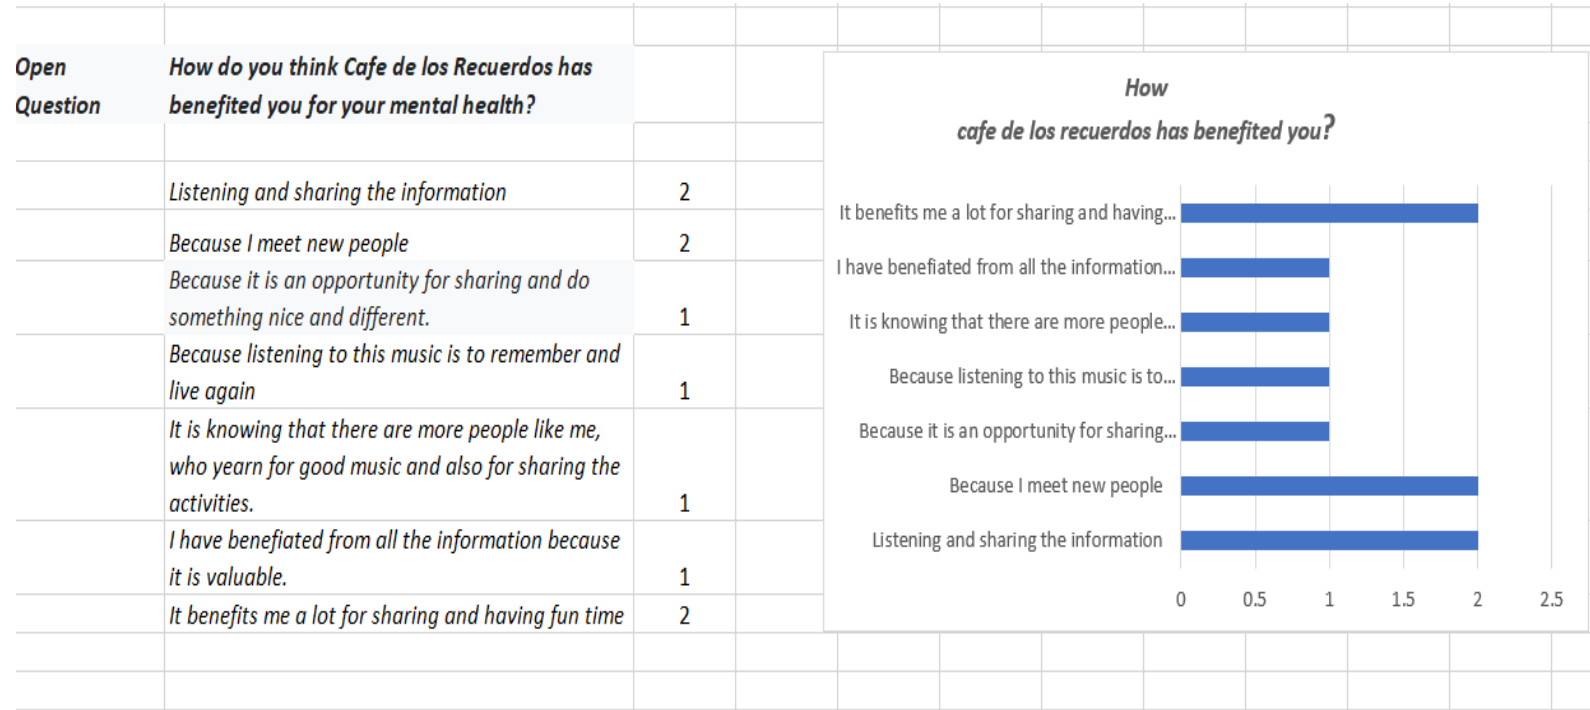 Open
Question
How do you think Cafe de los Recuerdos has
benefited you for your mental health?
Listening and sharing the information
2
Because I meet new people
2
Because it is an opportunity for sharing and do
something nice and different.
1
Because listening to this music is to remember and
live again
1
It is knowing that there are more people like me,
who yearn for good music and also for sharing the
activities.
1
I have benefiated from all the information because
it is valuable.
1
It benefits me a lot for sharing and having fun time
2
How
cafe de los recuerdos has benefited you?
It benefits me a lot for sharing and having...
I have benefiated from all the information...
It is knowing that there are more people...
Because listening to this music is to...
Because it is an opportunity for sharing...
Because I meet new people
Listening and sharing the information
0 0.5 1 1.5 2 2.5